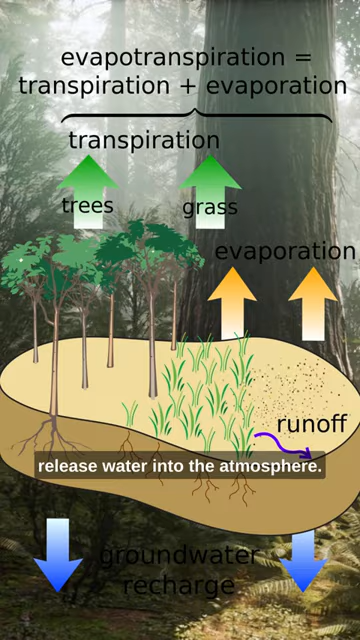 evapotranspiration =
transpiration + evaporation
transpiration
trees
grass
evaporation
runoff
release water into the atmosphere.
groundwater
recharge